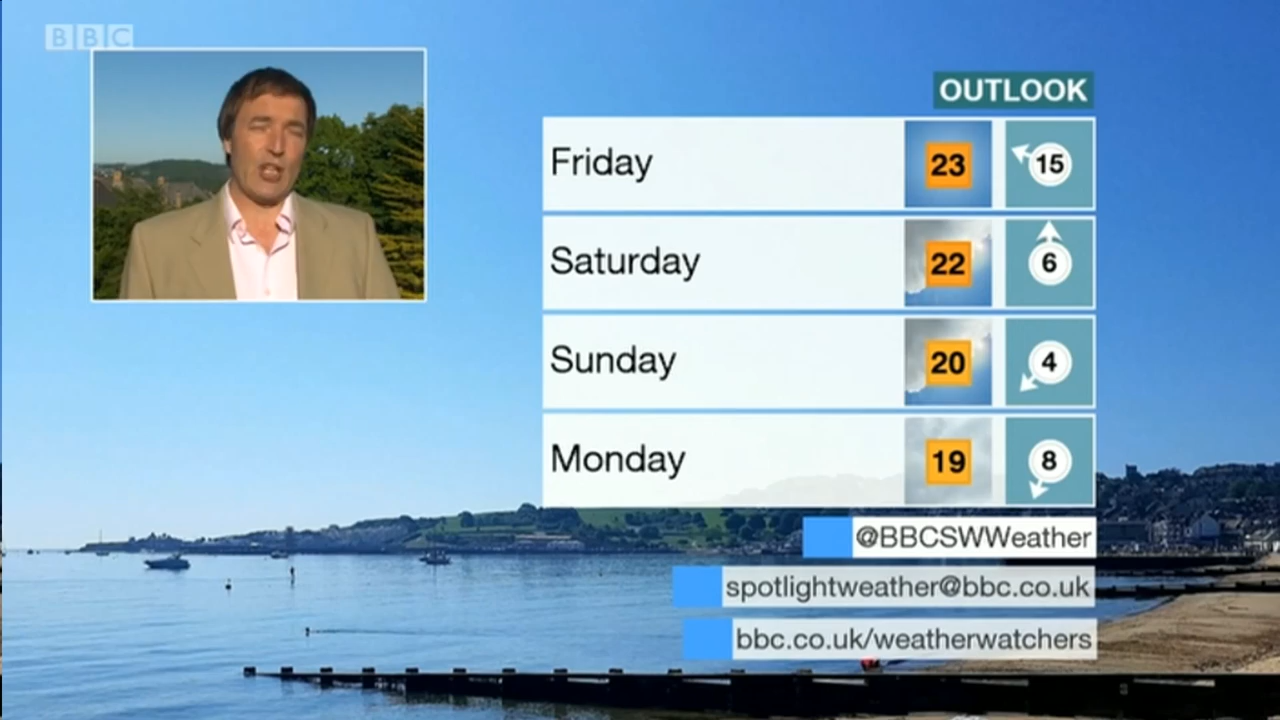 BBC
OUTLOOK
Friday 23 15
Saturday 22 6
Sunday 20 4
Monday 19 8
@BBCSWWeather
spotlightweather@bbc.co.uk
bbc.co.uk/weatherwatchers